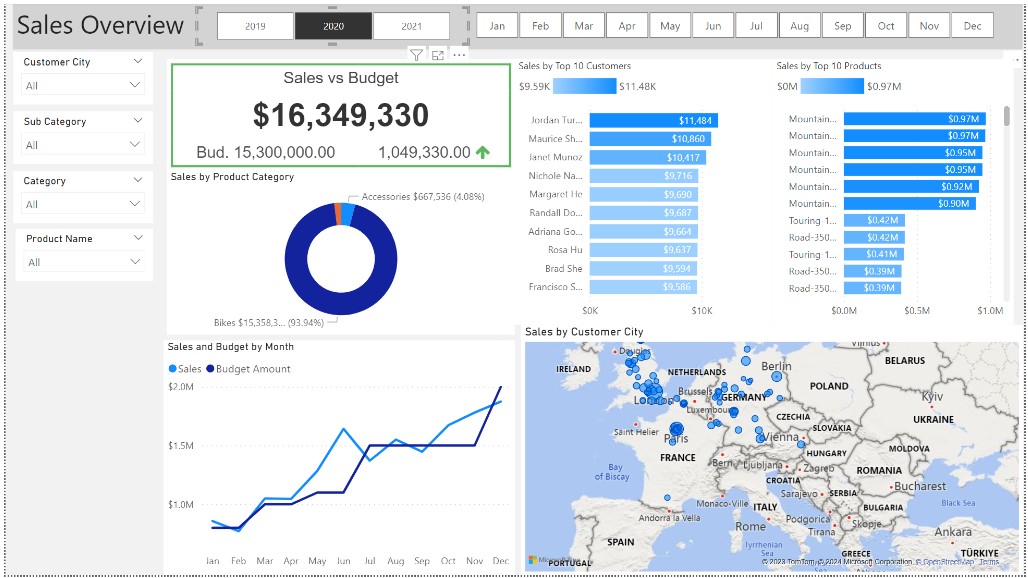 Sales Overview
2019 2020 2021
Jan Feb Mar Apr May Jun Jul Aug Sep Oct Nov Dec
Customer City
All
Sub Category
All
Category
All
Product Name
All
Sales vs Budget
$16,349,330
Bud. 15,300,000.00 1,049,330.00
Sales by Product Category
Accessories $667,536 (4.08%)
Bikes $15,358,3... (93.94%)
Sales by Top 10 Customers
$9.59K $11.48K
Jordan Tur... $11,484
Maurice Sh... $10,860
Janet Munoz $10,417
Nichole Na... $9,716
Margaret He $9,690
Randall Do... $9,687
Adriana Go... $9,664
Rosa Hu $9,637
Brad She $9,594
Francisco S... $9,586
$0K $10K
Sales by Top 10 Products
$0M $0.97M
Mountain... $0.97M
Mountain... $0.97M
Mountain... $0.95M
Mountain... $0.95M
Mountain... $0.92M
Mountain... $0.90M
Touring-1... $0.42M
Road-350... $0.42M
Touring-1... $0.41M
Road-350... $0.39M
Road-350... $0.39M
$0.0M $0.5M $1.0M
Sales and Budget by Month
Sales Budget Amount
$2.0M
$1.5M
$1.0M
Jan Feb Mar Apr May Jun Jul Aug Sep Oct Nov Dec
Sales by Customer City
Douglas
Vilnius
IRELAND
NETHERLANDS
Berlin
BELARUS
POLAND
London
Brussels
GERMANY
Kyiv
Luxembourg
CZECHIA
UKRAINE
Saint Helier
Paris
SLOVAKIA
Vienna
MOLDOVA
FRANCE
Bern
HUNGARY
Bay
of Biscay
Ljubljana
Zagreb
ROMANIA
CROATIA
Bucharest
Sarajevo
SERBIA
Monaco-Ville
ITALY
BULGARIA
Black Sea
Andorra la Vella
Podgorica
Skopje
Rome
Tirana
Ankara
SPAIN
Tyrrhenian
Sea
GREECE
TÜRKİYE
PORTUGAL
© 2023 TomTom, © 2024 Microsoft Corporation, © OpenStreetMap Terms